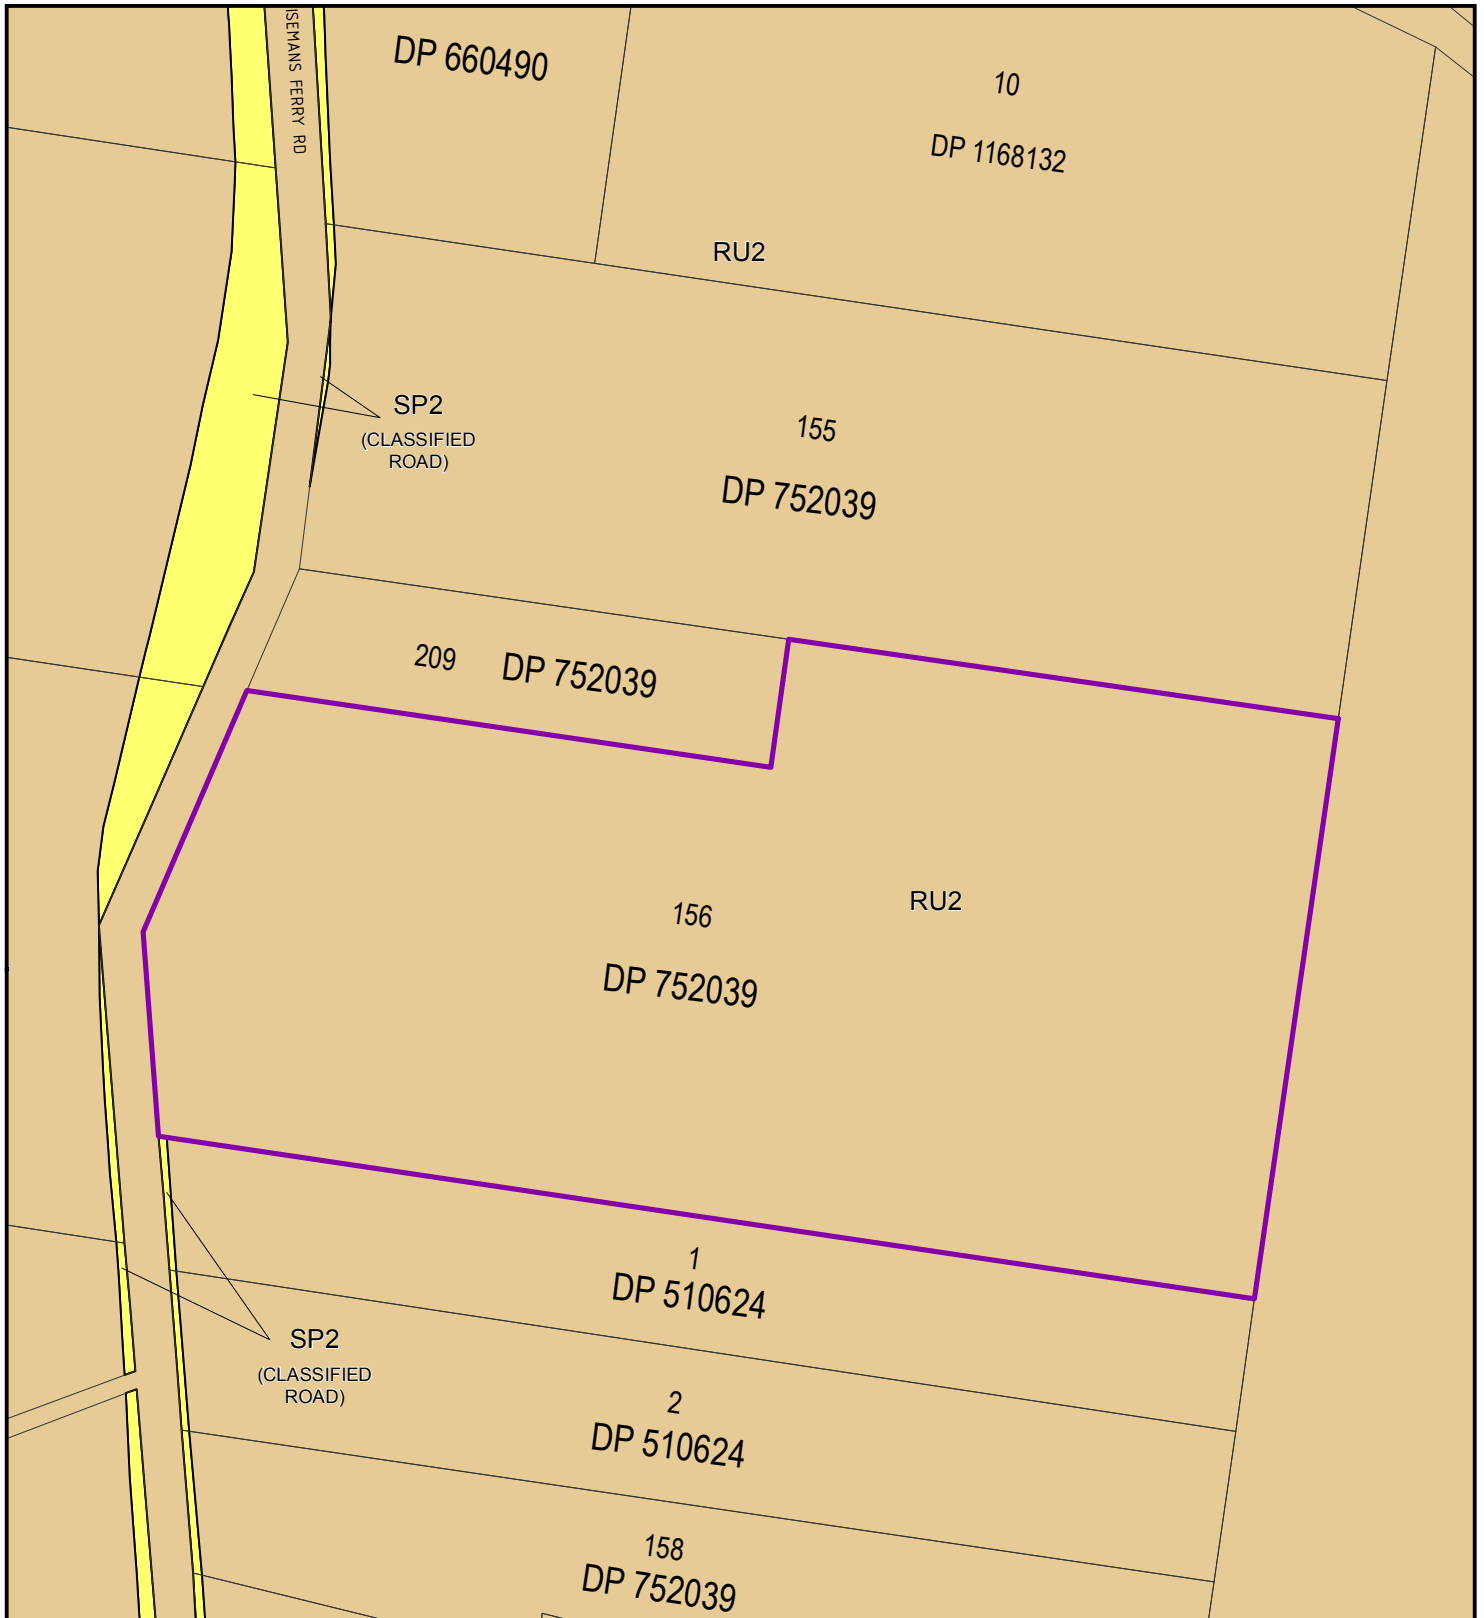 ISEMANS FERRY RD
DP 660490
10
DP 1168132
RU2
SP2
(CLASSIFIED
ROAD)
155
DP 752039
209 DP 752039
156
RU2
DP 752039
1
DP 510624
SP2
(CLASSIFIED
ROAD)
2
DP 510624
158
DP 752039